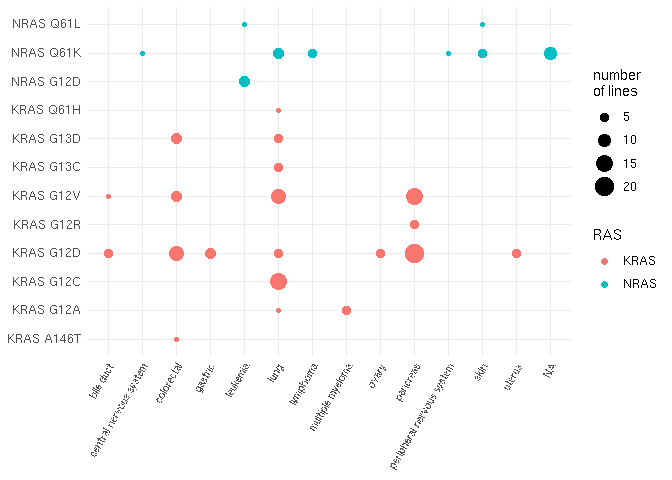 NRAS Q61L
NRAS Q61K
NRAS G12D
KRAS Q61H
KRAS G13D
KRAS G13C
KRAS G12V
KRAS G12R
KRAS G12D
KRAS G12C
KRAS G12A
KRAS A146T
bile duct
central nervous system
colorectal
gastric
leukemia
lung
lymphoma
multiple myeloma
ovary
pancreas
peripheral nervous system
skin
uterus
NA
number
of lines
5
10
15
20
RAS
KRAS
NRAS